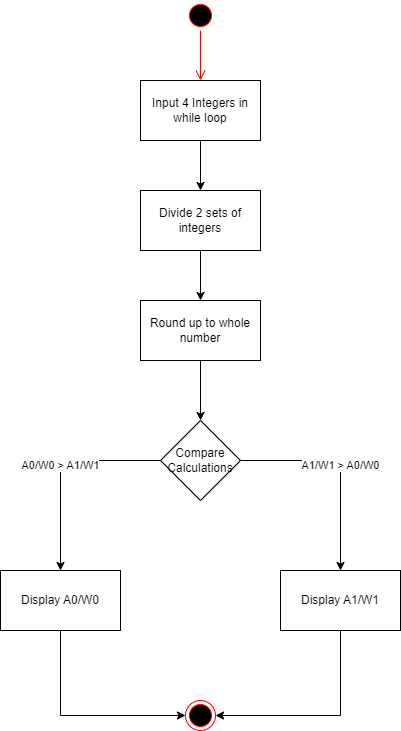 Input 4 Integers in
while loop
Divide 2 sets of
integers
Round up to whole
number
Compare
Calculations
A0/W0 > A1/W1
A1/W1 > A0/W0
Display A0/W0
Display A1/W1